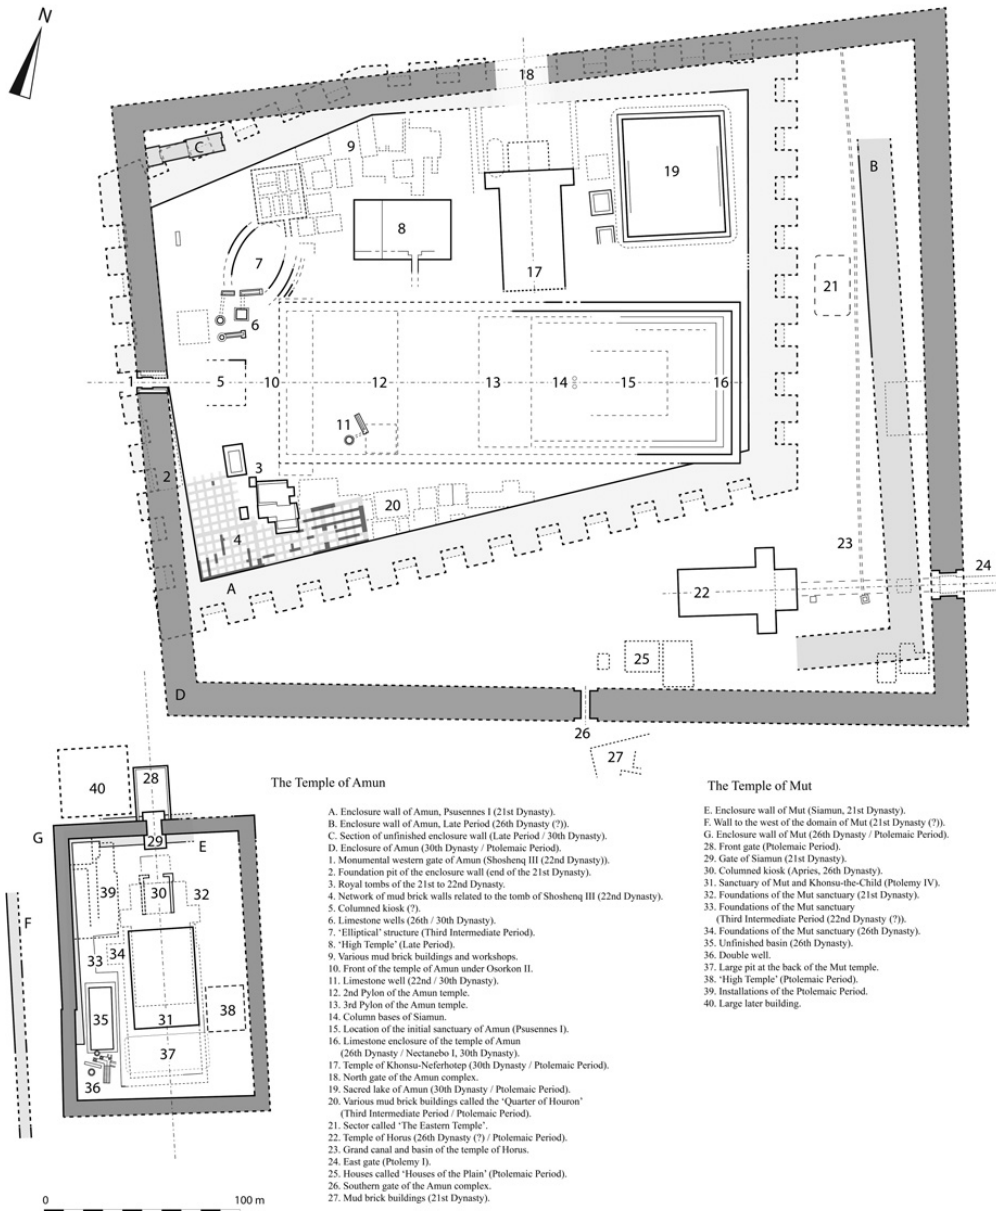 N
18
C
9
19
B
8
7
17
21
6
1
5
10
12
13
14
15
16
11
2
3
20
4
23
24
A
22
25
D
26
27
40
28
G
29
E
39
30
32
F
34
33
35
31
38
37
36
0
100 m
The Temple of Amun
A. Enclosure wall of Amun, Psusennes I (21st Dynasty).
B. Enclosure wall of Amun, Late Period (26th Dynasty (?)).
C. Section of unfinished enclosure wall (Late Period / 30th Dynasty).
D. Enclosure of Amun (30th Dynasty / Ptolemaic Period).
1. Monumental western gate of Amun (Shoshenq III (22nd Dynasty)).
2. Foundation pit of the enclosure wall (end of the 21st Dynasty).
3. Royal tombs of the 21st to 22nd Dynasty.
4. Network of mud brick walls related to the tomb of Shoshenq III (22nd Dynasty).
5. Columned kiosk (?).
6. Limestone wells (26th / 30th Dynasty).
7. 'Elliptical' structure (Third Intermediate Period).
8. 'High Temple' (Late Period).
9. Various mud brick buildings and workshops.
10. Front of the temple of Amun under Osorkon II.
11. Limestone well (22nd / 30th Dynasty).
12. 2nd Pylon of the Amun temple.
13. 3rd Pylon of the Amun temple.
14. Column bases of Siamun.
15. Location of the initial sanctuary of Amun (Psusennes I).
16. Limestone enclosure of the temple of Amun
(26th Dynasty / Nectanebo I, 30th Dynasty).
17. Temple of Khonsu-Neferhotep (30th Dynasty / Ptolemaic Period).
18. North gate of the Amun complex.
19. Sacred lake of Amun (30th Dynasty / Ptolemaic Period).
20. Various mud brick buildings called the 'Quarter of Houron'
(Third Intermediate Period / Ptolemaic Period).
21. Sector called 'The Eastern Temple'.
22. Temple of Horus (26th Dynasty (?) / Ptolemaic Period).
23. Grand canal and basin of the temple of Horus.
24. East gate (Ptolemy I).
25. Houses called 'Houses of the Plain' (Ptolemaic Period).
26. Southern gate of the Amun complex.
27. Mud brick buildings (21st Dynasty).
The Temple of Mut
E. Enclosure wall of Mut (Siamun, 21st Dynasty).
F. Wall to the west of the domain of Mut (21st Dynasty (?).
G. Enclosure wall of Mut (26th Dynasty / Ptolemaic Period).
28. Front gate (Ptolemaic Period).
29. Gate of Siamun (21st Dynasty).
30. Columned kiosk (Apries, 26th Dynasty).
31. Sanctuary of Mut and Khonsu-the-Child (Ptolemy IV).
32. Foundations of the Mut sanctuary (21st Dynasty).
33. Foundations of the Mut sanctuary
(Third Intermediate Period (22nd Dynasty (?)).
34. Foundations of the Mut sanctuary (26th Dynasty).
35. Unfinished basin (26th Dynasty).
36. Double well.
37. Large pit at the back of the Mut temple.
38. 'High Temple' (Ptolemaic Period).
39. Installations of the Ptolemaic Period.
40. Large later building.